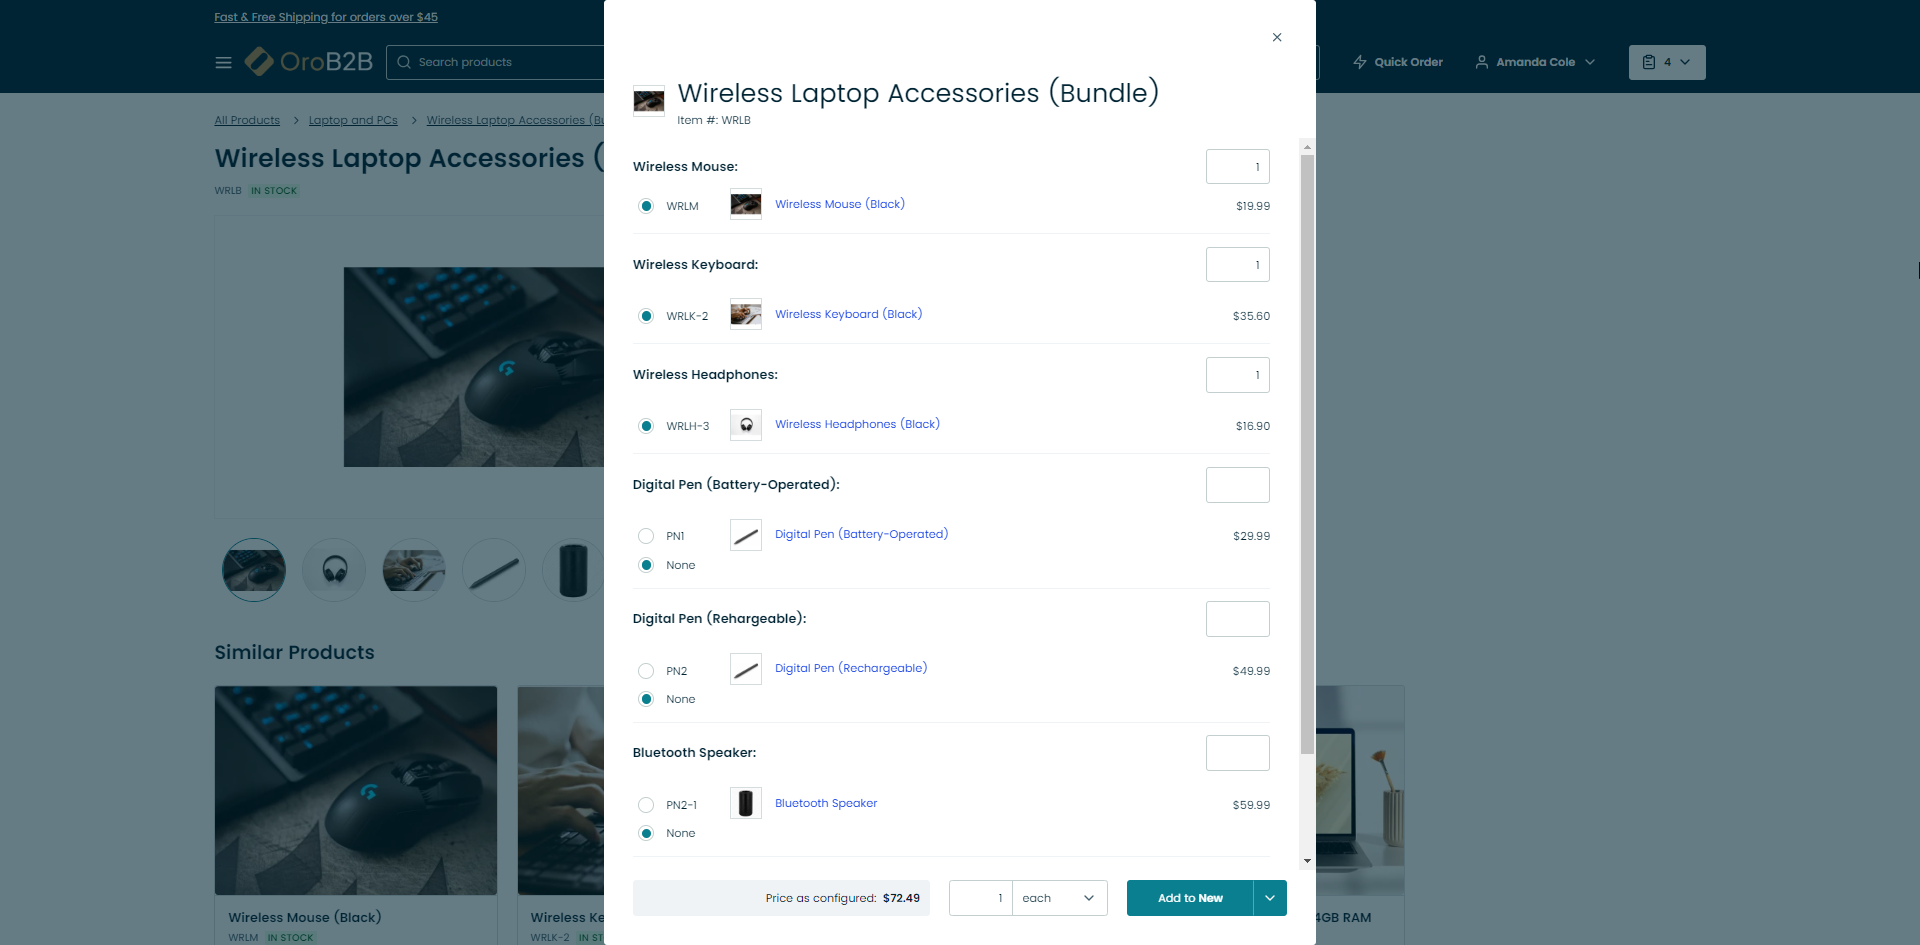 Fast & Free Shipping for orders over $45
OroB2B
Search products
Quick Order
Amanda Cole
4
All Products > Laptop and PCs > Wireless Laptop Accessories (Bu
Wireless Laptop Accessories (
WRLB IN STOCK
Similar Products
Wireless Mouse (Black)
WRLM IN STOCK
Wireless Ke
WRLK-2 IN ST
4GB RAM
Wireless Laptop Accessories (Bundle)
Item #: WRLB
Wireless Mouse:
1
WRLM Wireless Mouse (Black) $19.99
Wireless Keyboard:
1
WRLK-2 Wireless Keyboard (Black) $35.60
Wireless Headphones:
1
WRLH-3 Wireless Headphones (Black) $16.90
Digital Pen (Battery-Operated):
PN1 Digital Pen (Battery-Operated) $29.99
None
Digital Pen (Rehargeable):
PN2 Digital Pen (Rechargeable) $49.99
None
Bluetooth Speaker:
PN2-1 Bluetooth Speaker $59.99
None
Price as configured: $72.49
1 each
Add to New